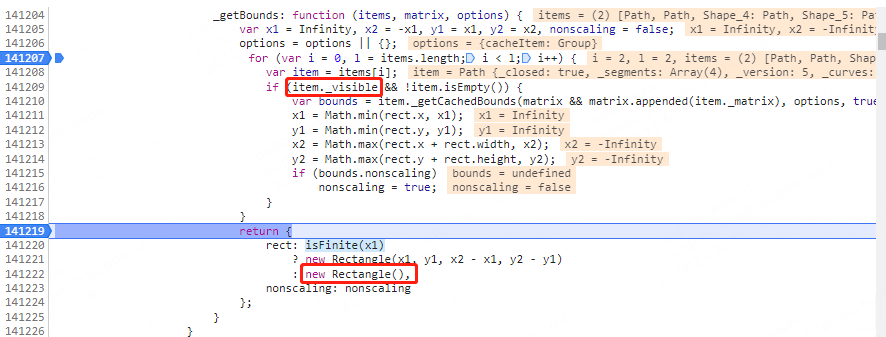 141204 _getBounds: function (items, matrix, options) { items = (2) [Path, Path, Shape_4: Path, Shape_5: Pa
141205 var x1 = Infinity, x2 = -x1, y1 = x1, y2 = x2, nonscaling = false; x1 = Infinity, x2 = -Infinit
141206 options = options || {}; options = {cacheItem: Group}
141207 for (var i = 0, l = items.length; i < l; i++) { i = 2, l = 2, items = (2) [Path, Path, Sha
141208 var item = items[i]; item = Path {_closed: true, _segments: Array(4), _version: 5, _curves:
141209 if (item._visible && !item.isEmpty()) {
141210 var bounds = item._getCachedBounds(matrix && matrix.appended(item._matrix), options, true
141211 x1 = Math.min(rect.x, x1); x1 = Infinity
141212 y1 = Math.min(rect.y, y1); y1 = Infinity
141213 x2 = Math.max(rect.x + rect.width, x2); x2 = -Infinity
141214 y2 = Math.max(rect.y + rect.height, y2); y2 = -Infinity
141215 if (bounds.nonscaling) bounds = undefined
141216 nonscaling = true; nonscaling = false
141217 }
141218 }
141219 return {
141220 rect: isFinite(x1)
141221 ? new Rectangle(x1, y1, x2 - x1, y2 - y1)
141222 : new Rectangle(),
141223 nonscaling: nonscaling
141224 };
141225 }
141226 }